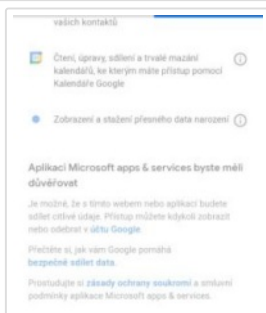 vašich kontaktů
Čtení, úpravy, sdílení a trvalé mazání
kalendářů, ke kterým máte přístup pomocí
Kalendáře Google
Zobrazení a stažení přesného data narození
Aplikaci Microsoft apps & services byste měli
důvěřovat
Je možné, že s tímto webem nebo aplikací budete
sdílet citlivé údaje. Přístup můžete kdykoli zobrazit
nebo odebrat v účtu Google.
Přečtěte si, jak vám Google pomáhá
bezpečně sdílet data.
Prostudujte si zásady ochrany soukromí a smluvní
podmínky aplikace Microsoft apps & services.